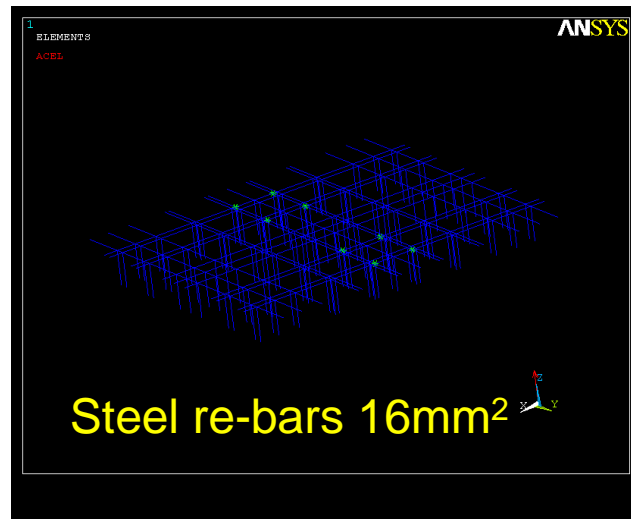 1
ELEMENTS
ACEL
ANSYS
Steel re-bars 16mm²
Z
X Y